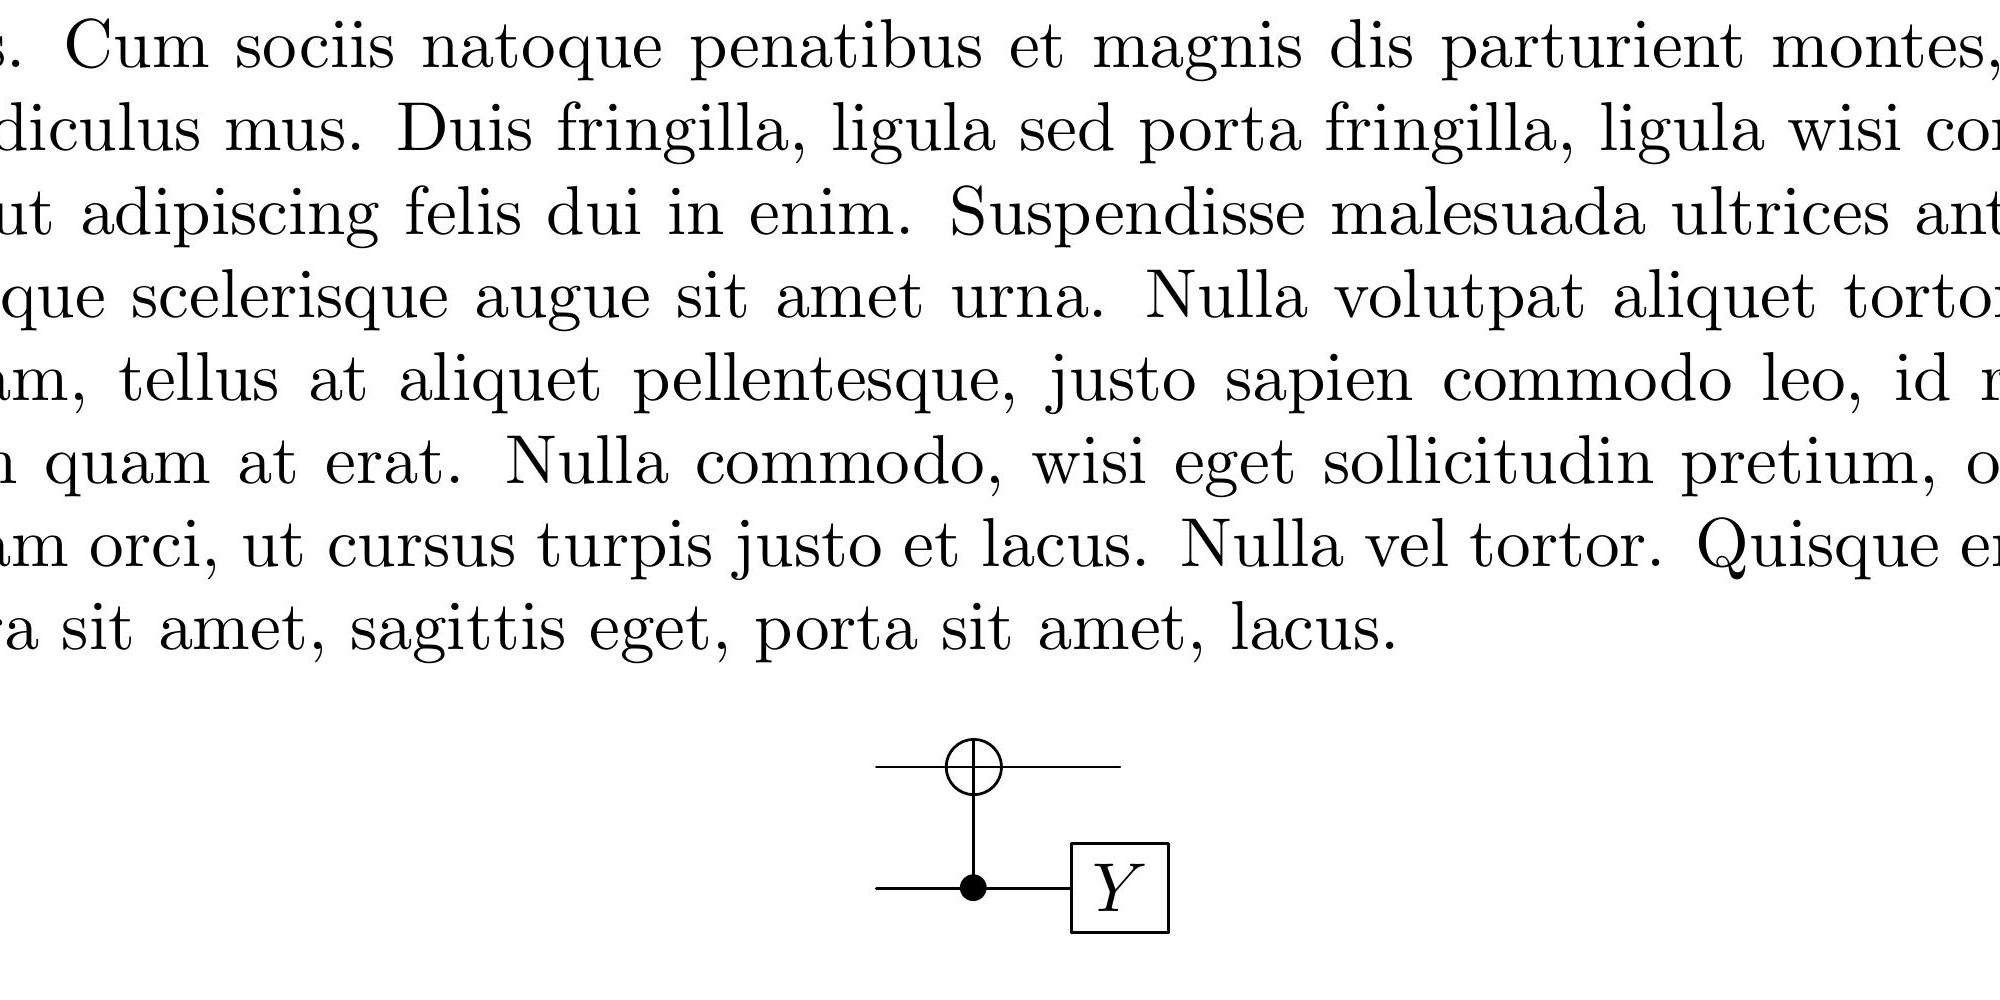 s. Cum sociis natoque penatibus et magnis dis parturient montes,
diculus mus. Duis fringilla, ligula sed porta fringilla, ligula wisi con
ut adipiscing felis dui in enim. Suspendisse malesuada ultrices ant
que scelerisque augue sit amet urna. Nulla volutpat aliquet tortor
am, tellus at aliquet pellentesque, justo sapien commodo leo, id r
quam at erat. Nulla commodo, wisi eget sollicitudin pretium, o
am orci, ut cursus turpis justo et lacus. Nulla vel tortor. Quisque er
a sit amet, sagittis eget, porta sit amet, lacus.
Y